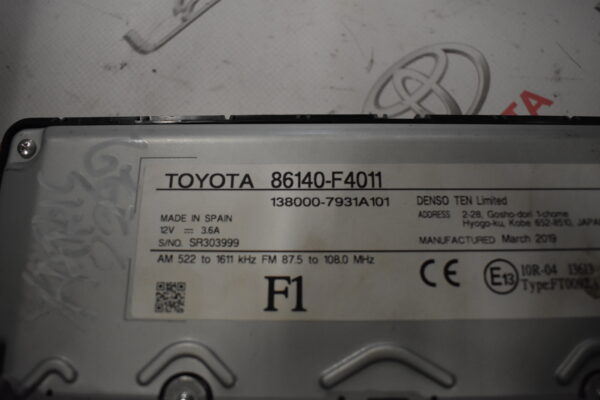 TOYOTA 86140-F4011
138000-7931A101
DENSO TEN Limited
ADDRESS 2-28, Gosho-dori 1-chome
Hyogo-ku, Kobe 652-8510, JAPAN
MADE IN SPAIN
12V ⎓ 3.6A
S/NO. SR303999
MANUFACTURED March 2019
AM 522 to 1611 kHz FM 87.5 to 108.0 MHz
F1
CE
E13
10R-04 13613